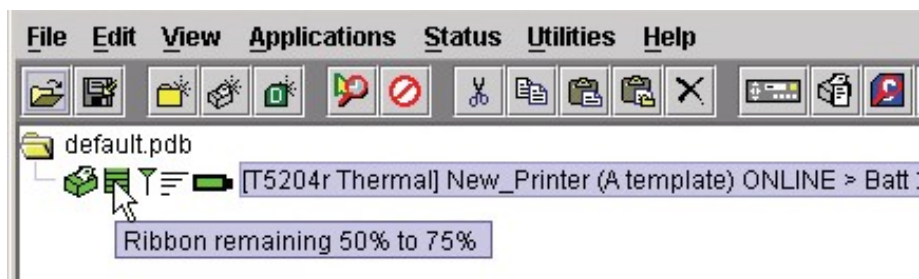 File Edit View Applications Status Utilities Help
default.pdb
[T5204r Thermal] New_Printer (A template) ONLINE > Batt
Ribbon remaining 50% to 75%